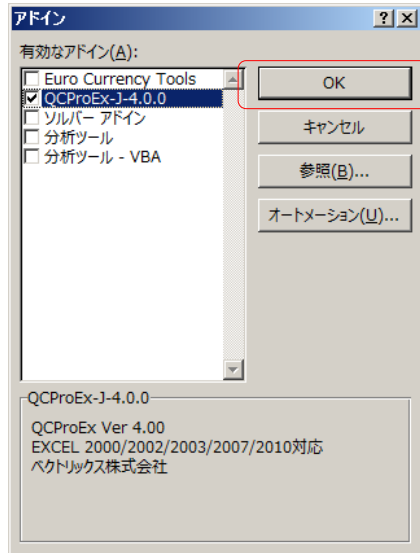 アドイン
有効なアドイン(A):
Euro Currency Tools
QCProEx-J-4.0.0
ソルバー アドイン
分析ツール
分析ツール - VBA
OK
キャンセル
参照(B)...
オートメーション(U)...
QCProEx-J-4.0.0
QCProEx Ver 4.00
EXCEL 2000/2002/2003/2007/2010対応
ベクトリックス株式会社